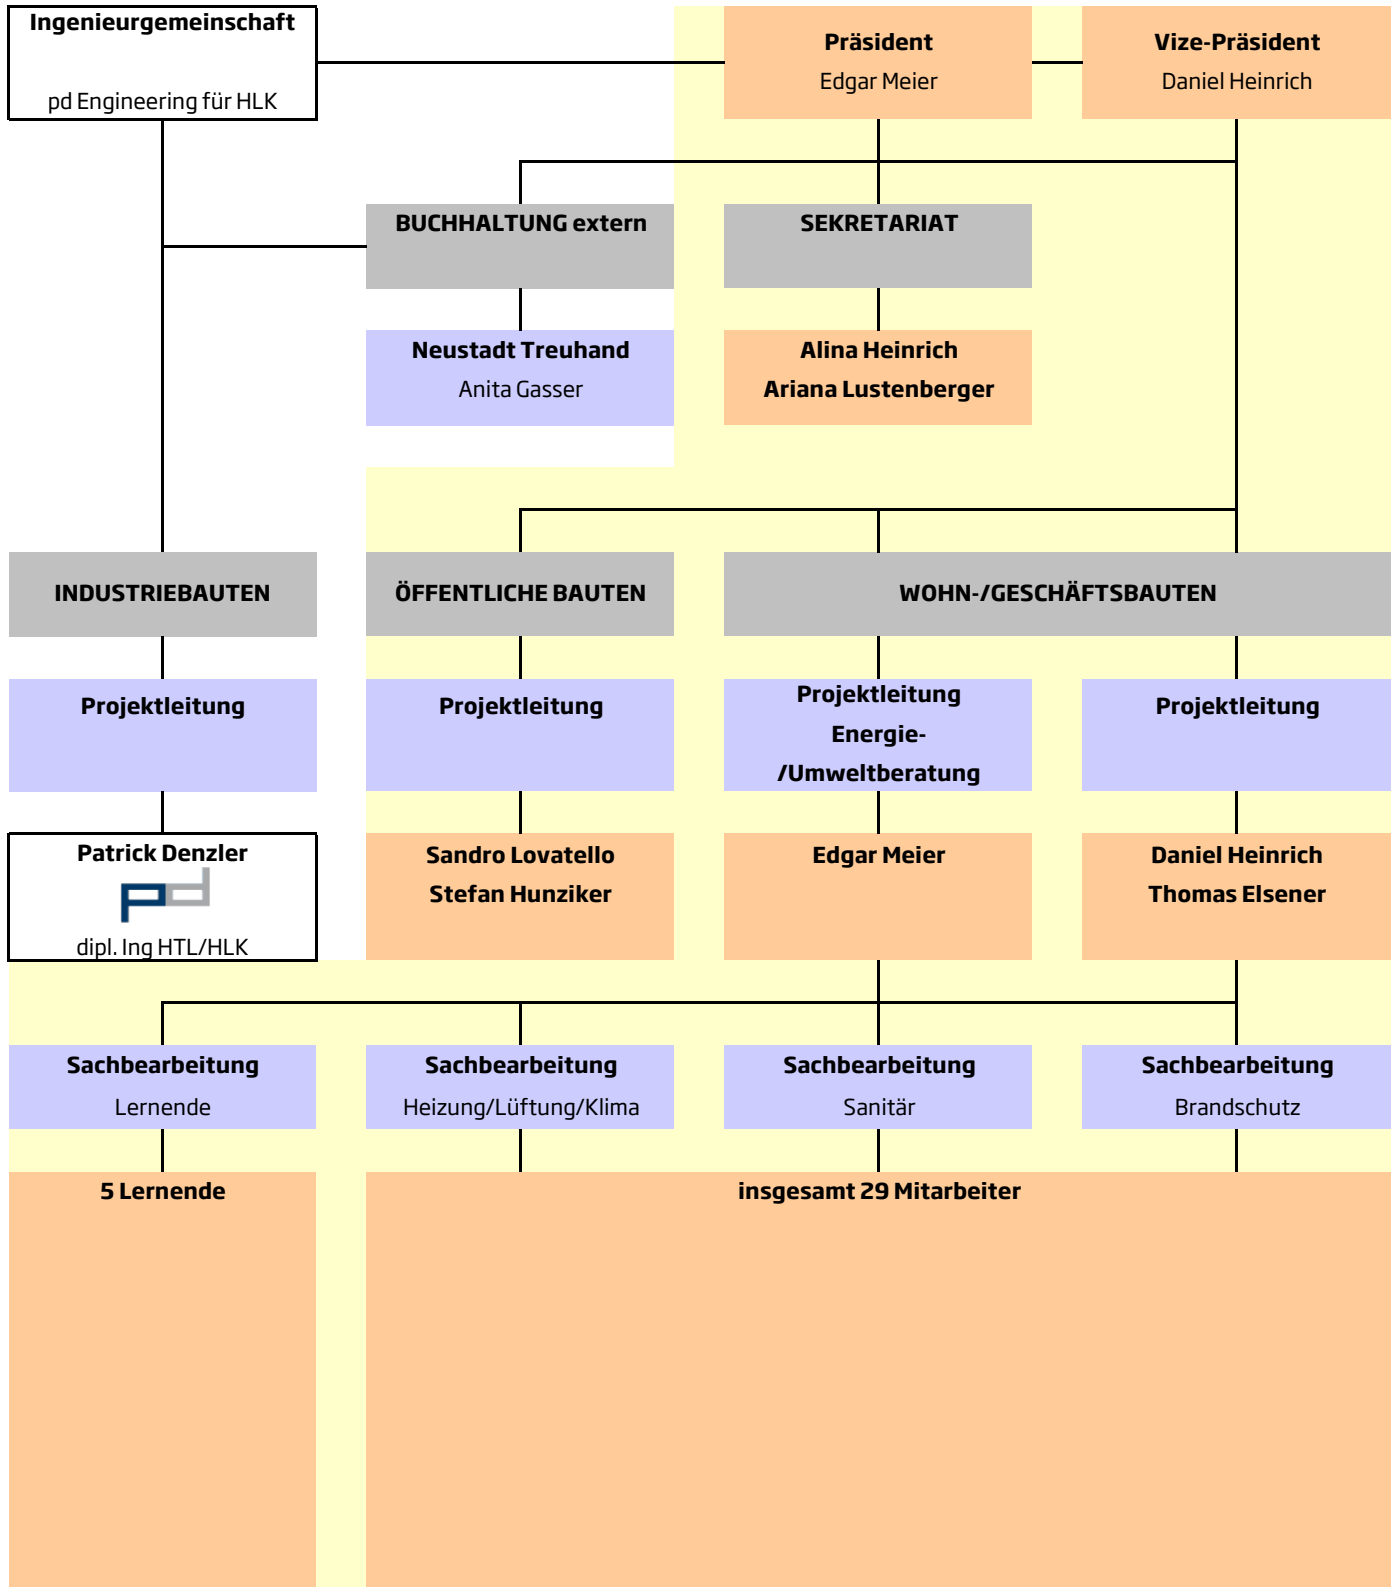 Ingenieurgemeinschaft
pd Engineering für HLK
Präsident
Edgar Meier
Vize-Präsident
Daniel Heinrich
BUCHHALTUNG extern
SEKRETARIAT
Neustadt Treuhand
Anita Gasser
Alina Heinrich
Ariana Lustenberger
INDUSTRIEBAUTEN
ÖFFENTLICHE BAUTEN
WOHN-/GESCHÄFTSBAUTEN
Projektleitung
Projektleitung
Projektleitung
Energie-
/Umweltberatung
Projektleitung
Patrick Denzler
pd
dipl. Ing HTL/HLK
Sandro Lovatello
Stefan Hunziker
Edgar Meier
Daniel Heinrich
Thomas Elsener
Sachbearbeitung
Lernende
Sachbearbeitung
Heizung/Lüftung/Klima
Sachbearbeitung
Sanitär
Sachbearbeitung
Brandschutz
5 Lernende
insgesamt 29 Mitarbeiter